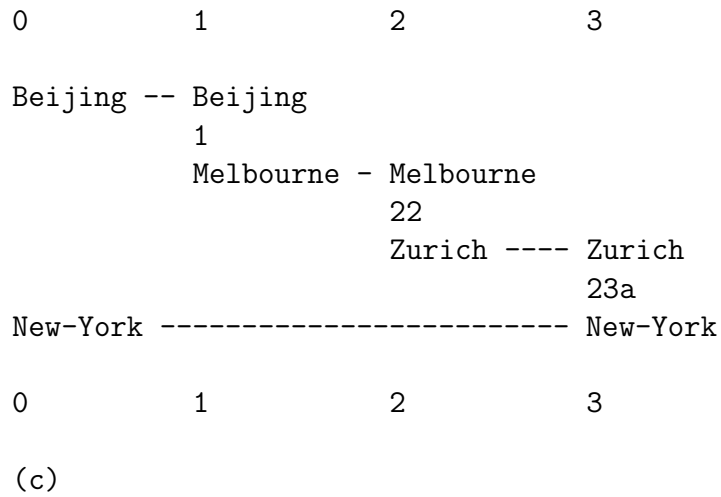 0 1 2 3
Beijing -- Beijing
1
Melbourne - Melbourne
22
Zurich ---- Zurich
23a
New-York ------------------------- New-York
0 1 2 3
(c)